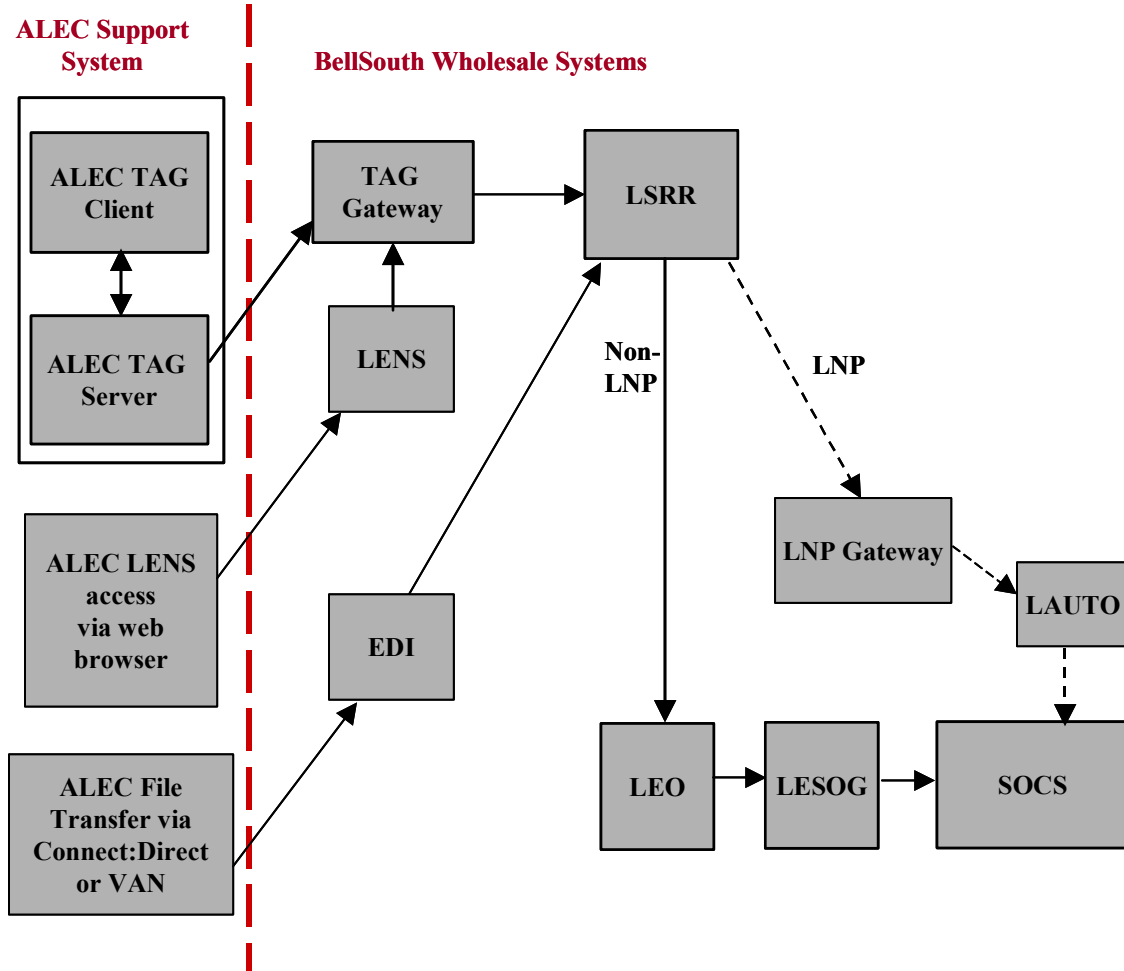 ALEC Support
System
BellSouth Wholesale Systems
ALEC TAG
Client
TAG
Gateway
LSRR
ALEC TAG
Server
LENS
Non-
LNP
LNP
ALEC LENS
access
via web
browser
EDI
LNP Gateway
LAUTO
ALEC File
Transfer via
Connect:Direct
or VAN
LEO
LESOG
SOCS